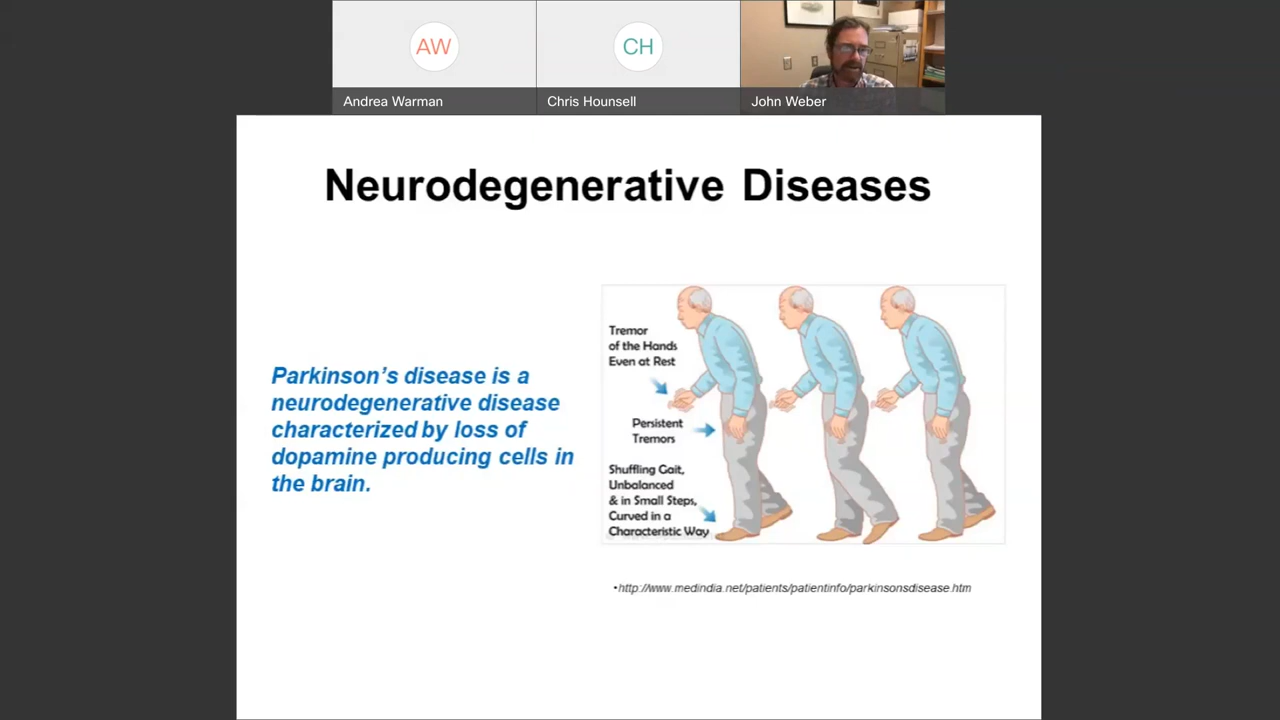 AW
CH
Andrea Warman
Chris Hounsell
John Weber
Neurodegenerative Diseases
Parkinson's disease is a
neurodegenerative disease
characterized by loss of
dopamine producing cells in
the brain.
Tremor
of the Hands
Even at Rest
Persistent
Tremors
Shuffling Gait,
Unbalanced
& in Small Steps,
Curved in a
Characteristic Way
•http://www.medindia.net/patients/patientinfo/parkinsonsdisease.htm